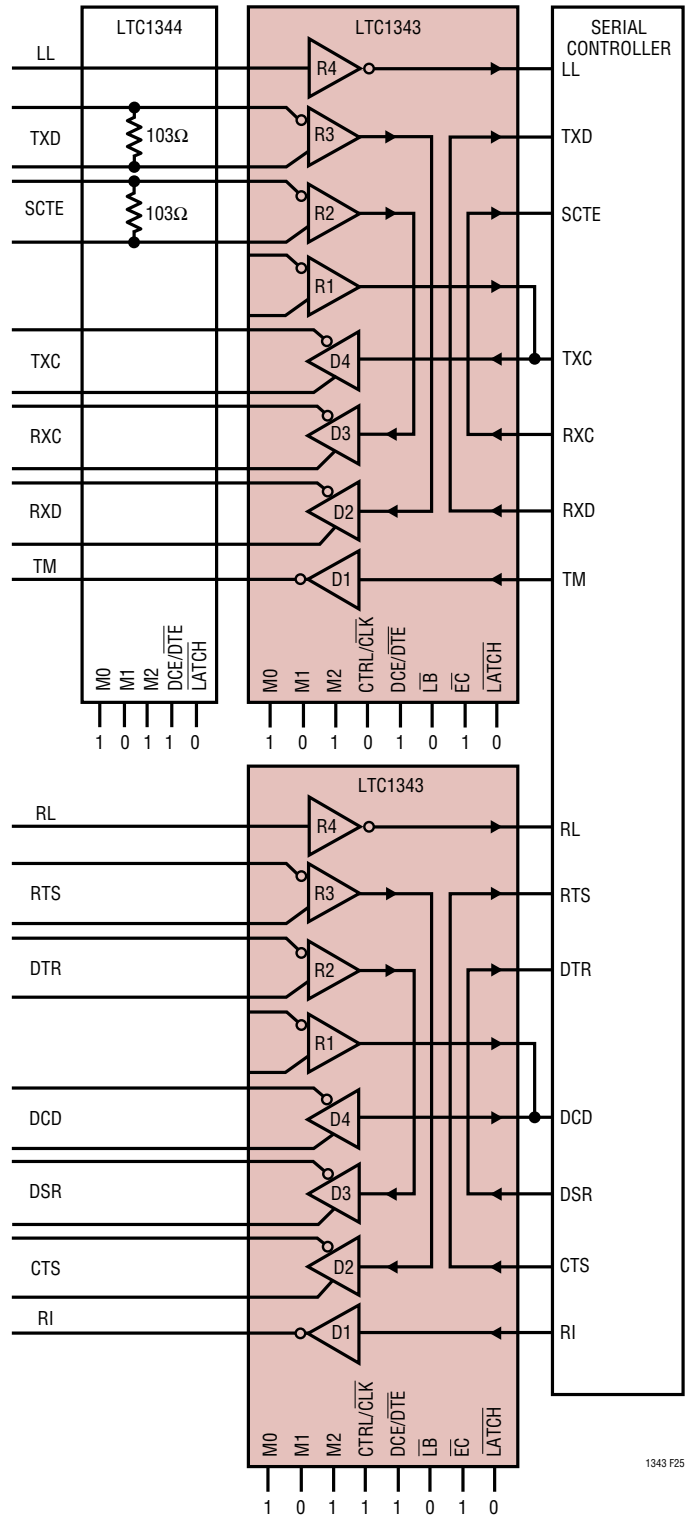 LTC1344
LTC1343
SERIAL
CONTROLLER
LL
R4
LL
TXD
103Ω
R3
TXD
SCTE
103Ω
R2
SCTE
R1
TXC
D4
TXC
RXC
D3
RXC
RXD
D2
RXD
TM
D1
TM
M0
M1
M2
DCE/DTE
LATCH
M0
M1
M2
CTRL/CLK
DCE/DTE
LB
EC
LATCH
1 0 1 1 0
1 0 1 0 1 0 1 0
LTC1343
RL
R4
RL
RTS
R3
RTS
DTR
R2
DTR
R1
DCD
D4
DCD
DSR
D3
DSR
CTS
D2
CTS
RI
D1
RI
M0
M1
M2
CTRL/CLK
DCE/DTE
LB
EC
LATCH
1 0 1 1 1 0 1 0
1343 F25